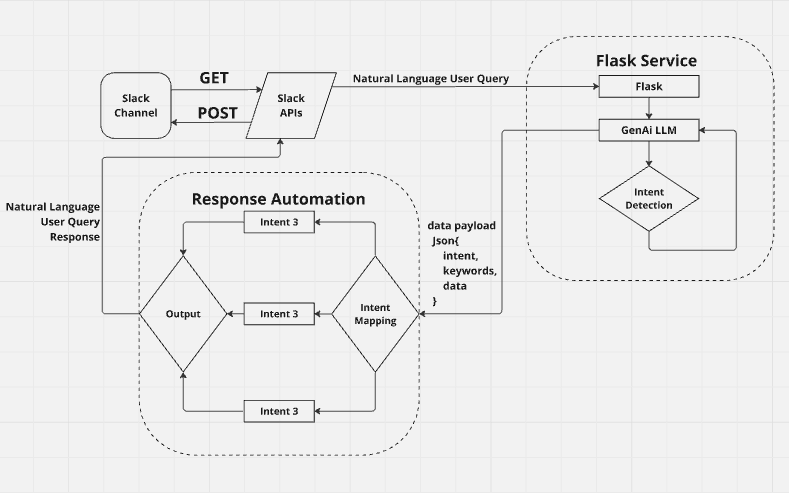 Flask Service
GET
Natural Language User Query
Slack
Channel
Slack
APIs
Flask
POST
GenAi LLM
Intent
Detection
Response Automation
Natural Language
User Query
Response
Intent 3
data payload
Json{
intent,
keywords,
data
}
Output
Intent 3
Intent
Mapping
Intent 3